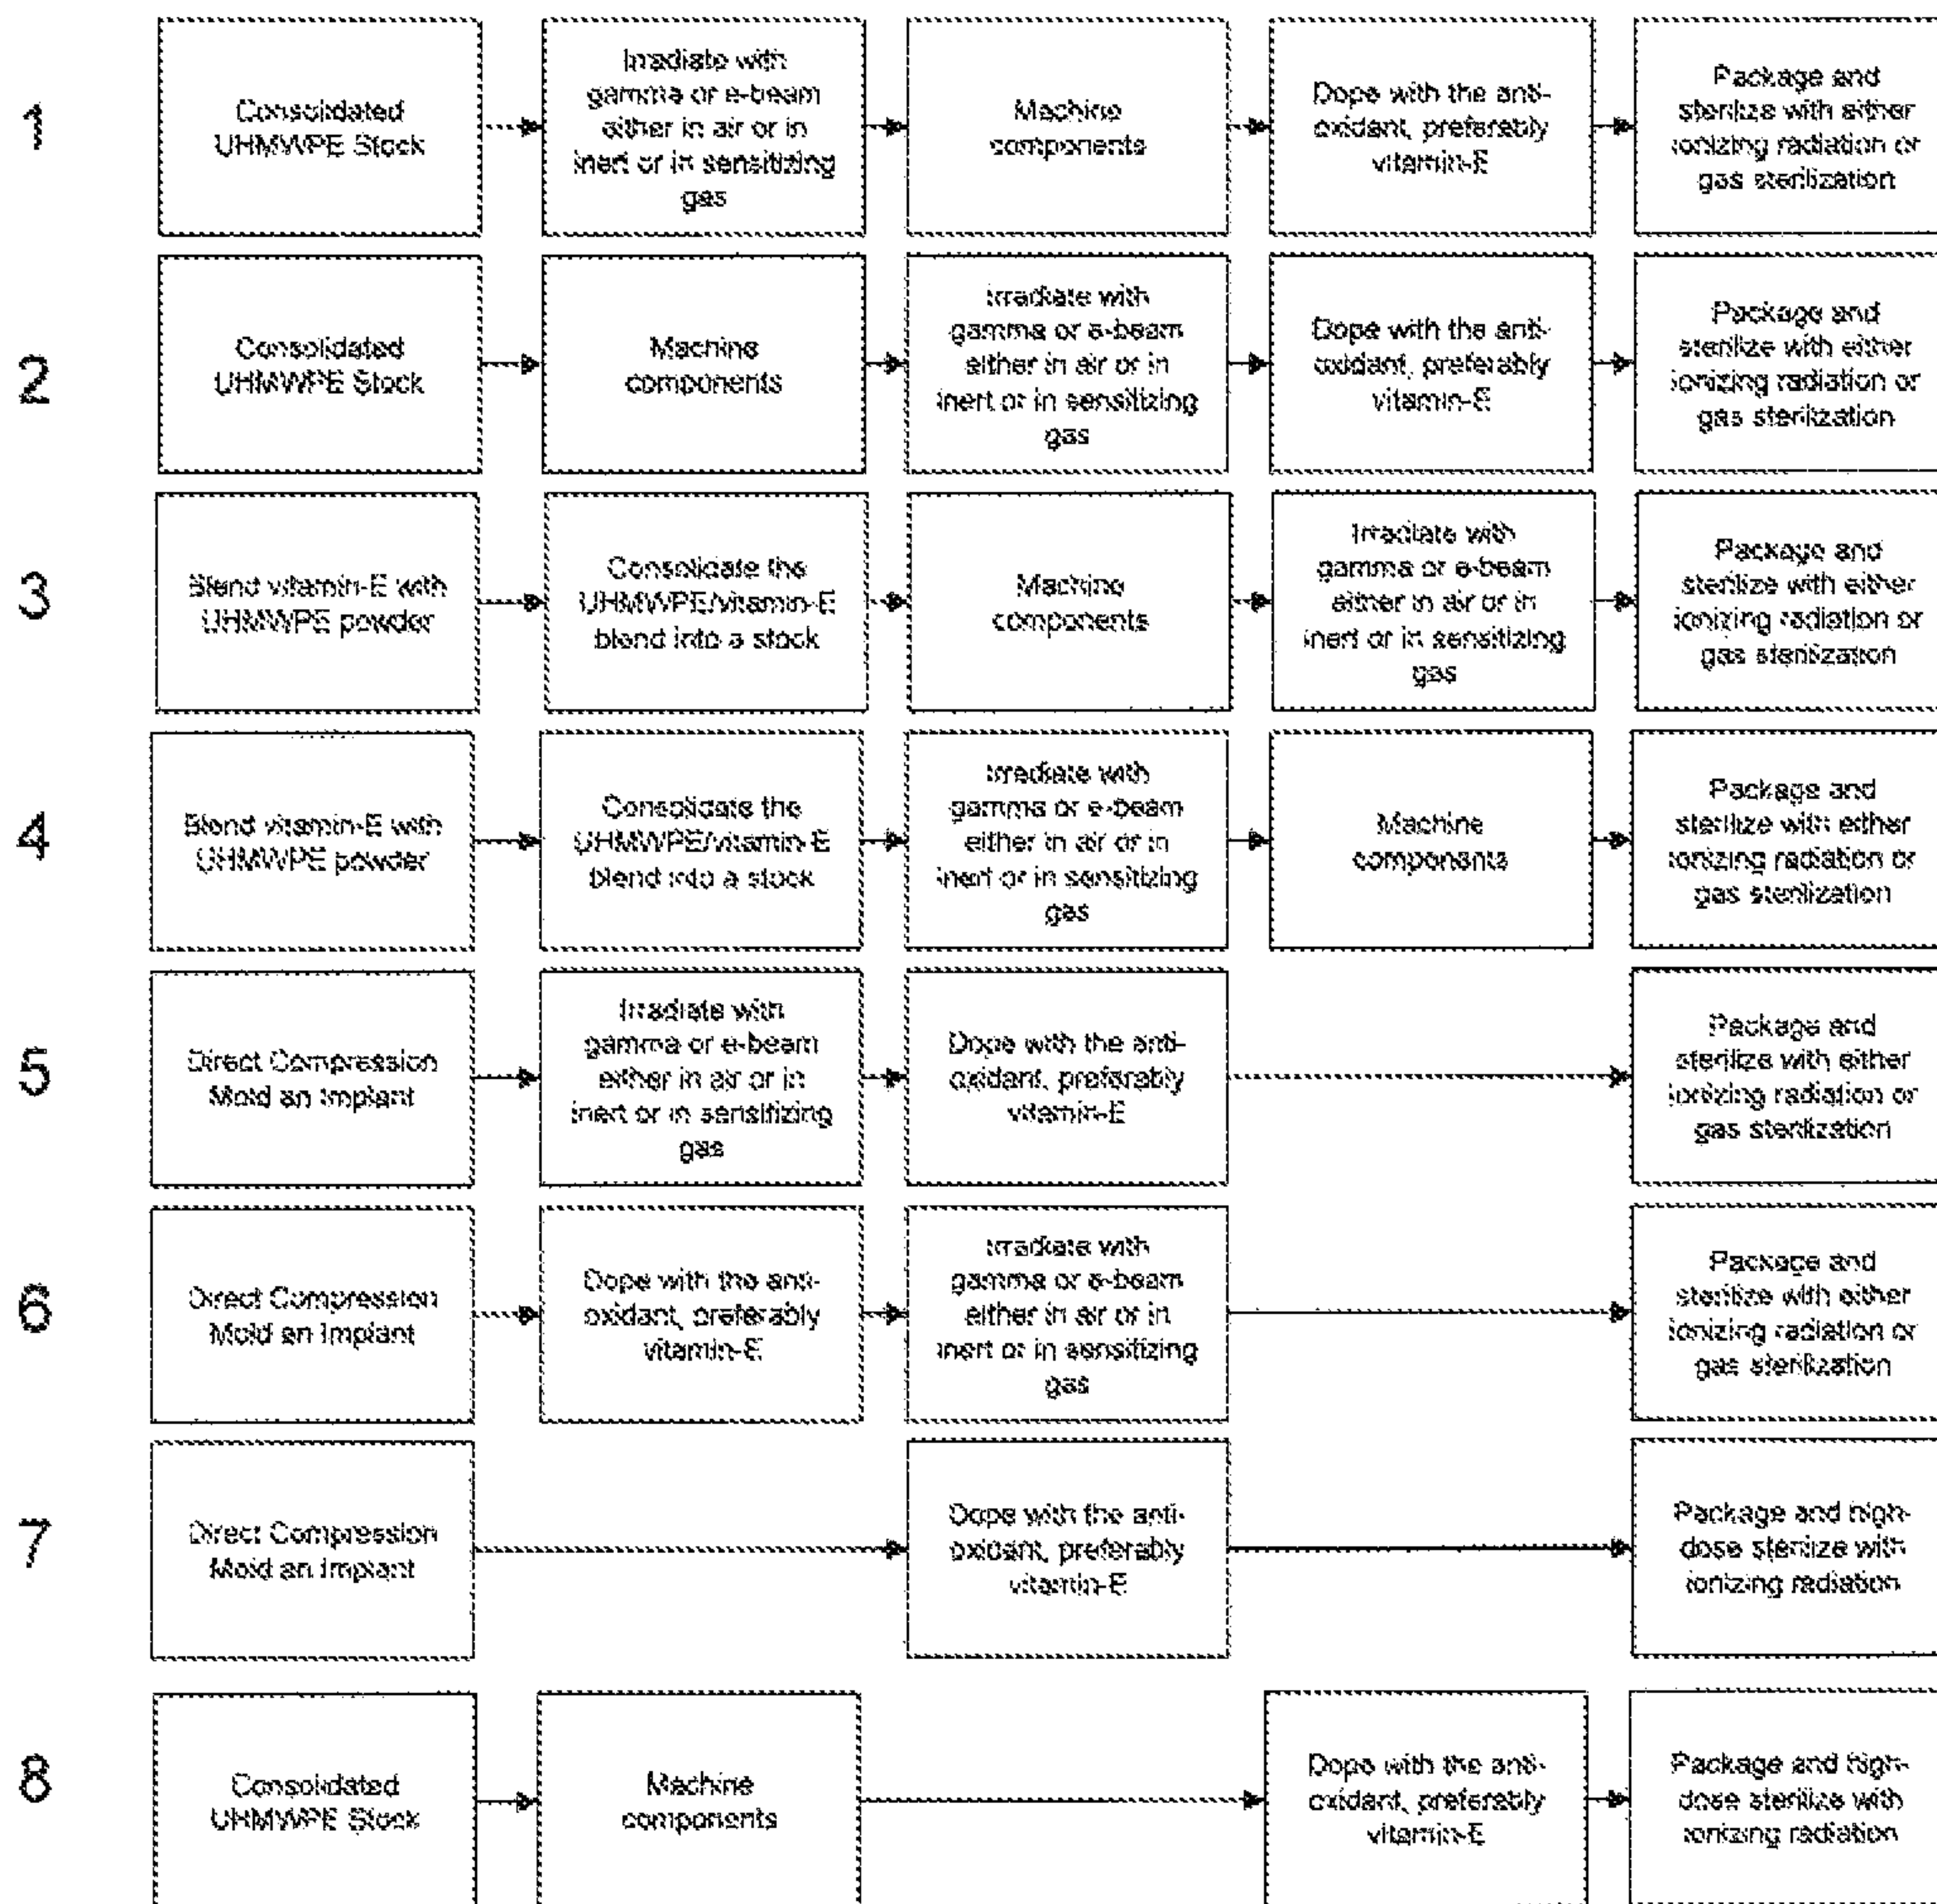 1
Consolidated
UHMWPE Stock
Irradiate with
gamma or e-beam
either in air or in
inert or in sensitizing
gas
Machine
components
Dope with the anti-
oxidant, preferably
vitamin-E
Package and
sterilize with either
ionizing radiation or
gas sterilization
2
Consolidated
UHMWPE Stock
Machine
components
Irradiate with
gamma or e-beam
either in air or in
inert or in sensitizing
gas
Dope with the anti-
oxidant, preferably
vitamin-E
Package and
sterilize with either
ionizing radiation or
gas sterilization
3
Blend vitamin-E with
UHMWPE powder
Consolidate the
UHMWPE/vitamin-E
blend into a stock
Machine
components
Irradiate with
gamma or e-beam
either in air or in
inert or in sensitizing
gas
Package and
sterilize with either
ionizing radiation or
gas sterilization
4
Blend vitamin-E with
UHMWPE powder
Consolidate the
UHMWPE/vitamin-E
blend into a stock
Irradiate with
gamma or e-beam
either in air or in
inert or in sensitizing
gas
Machine
components
Package and
sterilize with either
ionizing radiation or
gas sterilization
5
Direct Compression
Mold an Implant
Irradiate with
gamma or e-beam
either in air or in
inert or in sensitizing
gas
Dope with the anti-
oxidant, preferably
vitamin-E
Package and
sterilize with either
ionizing radiation or
gas sterilization
6
Direct Compression
Mold an Implant
Dope with the anti-
oxidant, preferably
vitamin-E
Irradiate with
gamma or e-beam
either in air or in
inert or in sensitizing
gas
Package and
sterilize with either
ionizing radiation or
gas sterilization
7
Direct Compression
Mold an Implant
Dope with the anti-
oxidant, preferably
vitamin-E
Package and high-
dose sterilize with
ionizing radiation
8
Consolidated
UHMWPE Stock
Machine
components
Dope with the anti-
oxidant, preferably
vitamin-E
Package and high-
dose sterilize with
ionizing radiation